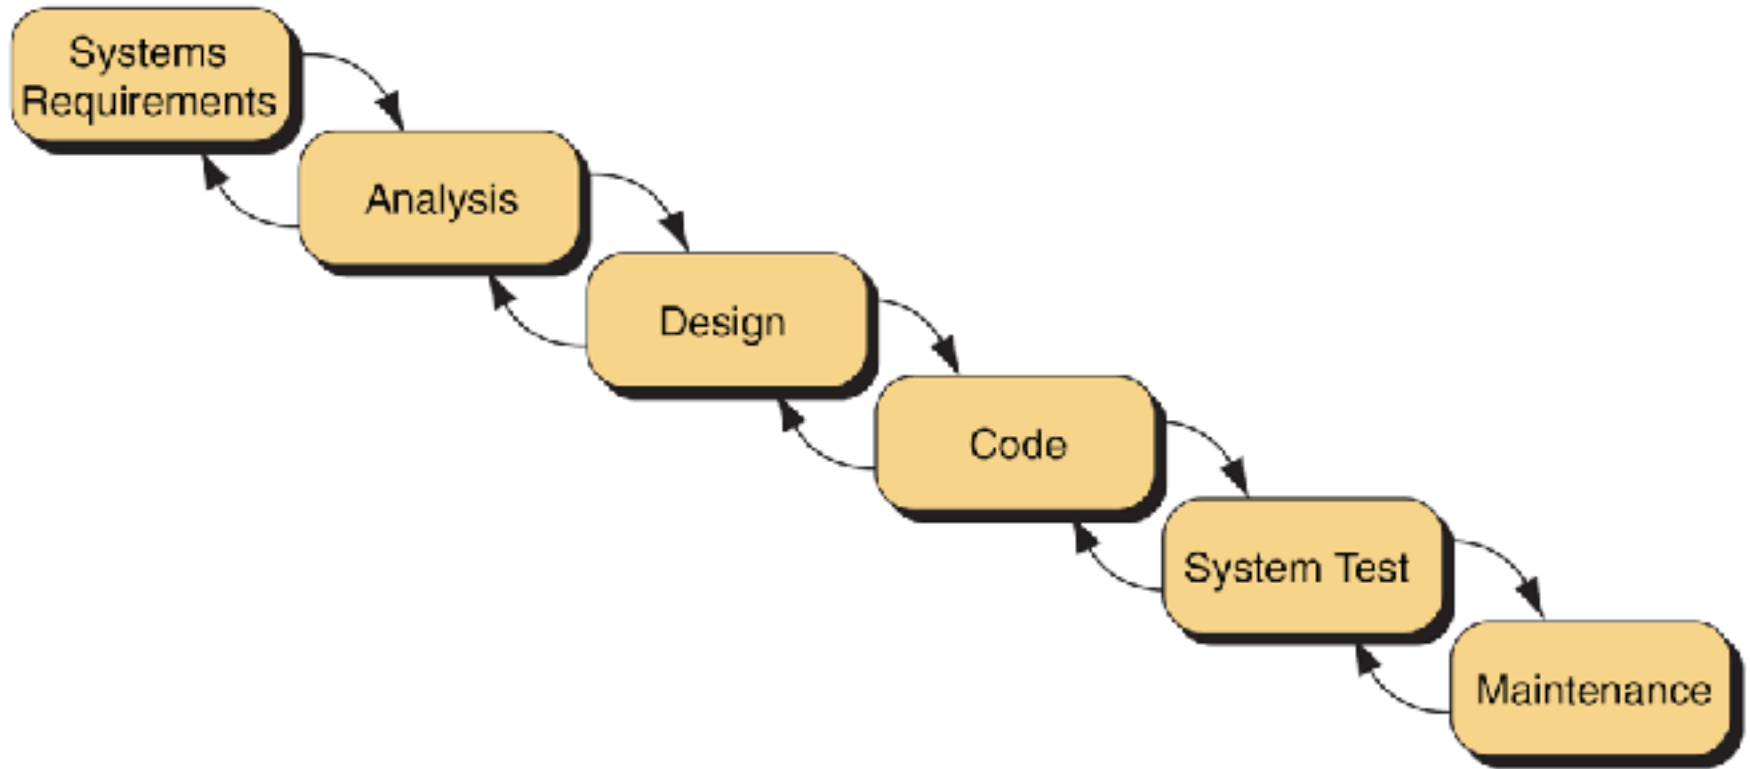 Systems
Requirements
Analysis
Design
Code
System Test
Maintenance